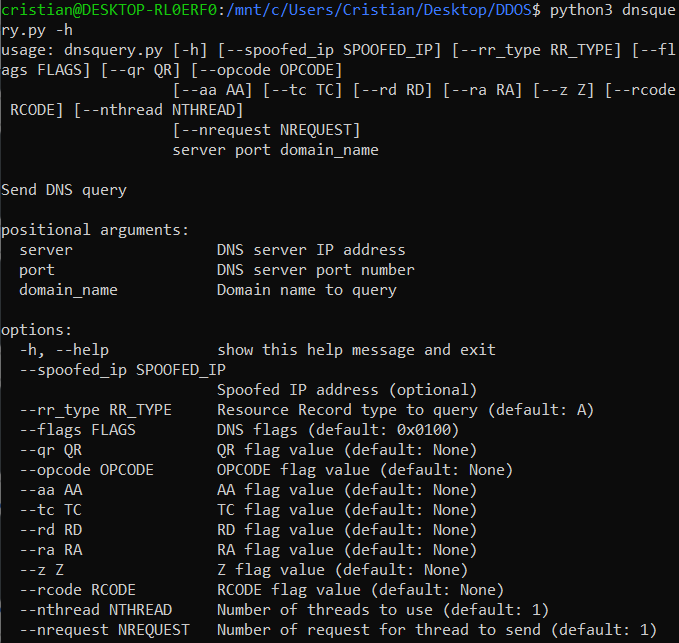 cristian@DESKTOP-RL0ERF0:/mnt/c/Users/Cristian/Desktop/DDOS$ python3 dnsque
ry.py -h
usage: dnsquery.py [-h] [--spoofed_ip SPOOFED_IP] [--rr_type RR_TYPE] [--fl
ags FLAGS] [--qr QR] [--opcode OPCODE]
                   [--aa AA] [--tc TC] [--rd RD] [--ra RA] [--z Z] [--rcode
 RCODE] [--nthread NTHREAD]
                   [--nrequest NREQUEST]
                   server port domain_name

Send DNS query

positional arguments:
  server                DNS server IP address
  port                  DNS server port number
  domain_name           Domain name to query

options:
  -h, --help            show this help message and exit
  --spoofed_ip SPOOFED_IP
                        Spoofed IP address (optional)
  --rr_type RR_TYPE     Resource Record type to query (default: A)
  --flags FLAGS         DNS flags (default: 0x0100)
  --qr QR               QR flag value (default: None)
  --opcode OPCODE       OPCODE flag value (default: None)
  --aa AA               AA flag value (default: None)
  --tc TC               TC flag value (default: None)
  --rd RD               RD flag value (default: None)
  --ra RA               RA flag value (default: None)
  --z Z                 Z flag value (default: None)
  --rcode RCODE         RCODE flag value (default: None)
  --nthread NTHREAD     Number of threads to use (default: 1)
  --nrequest NREQUEST   Number of request for thread to send (default: 1)